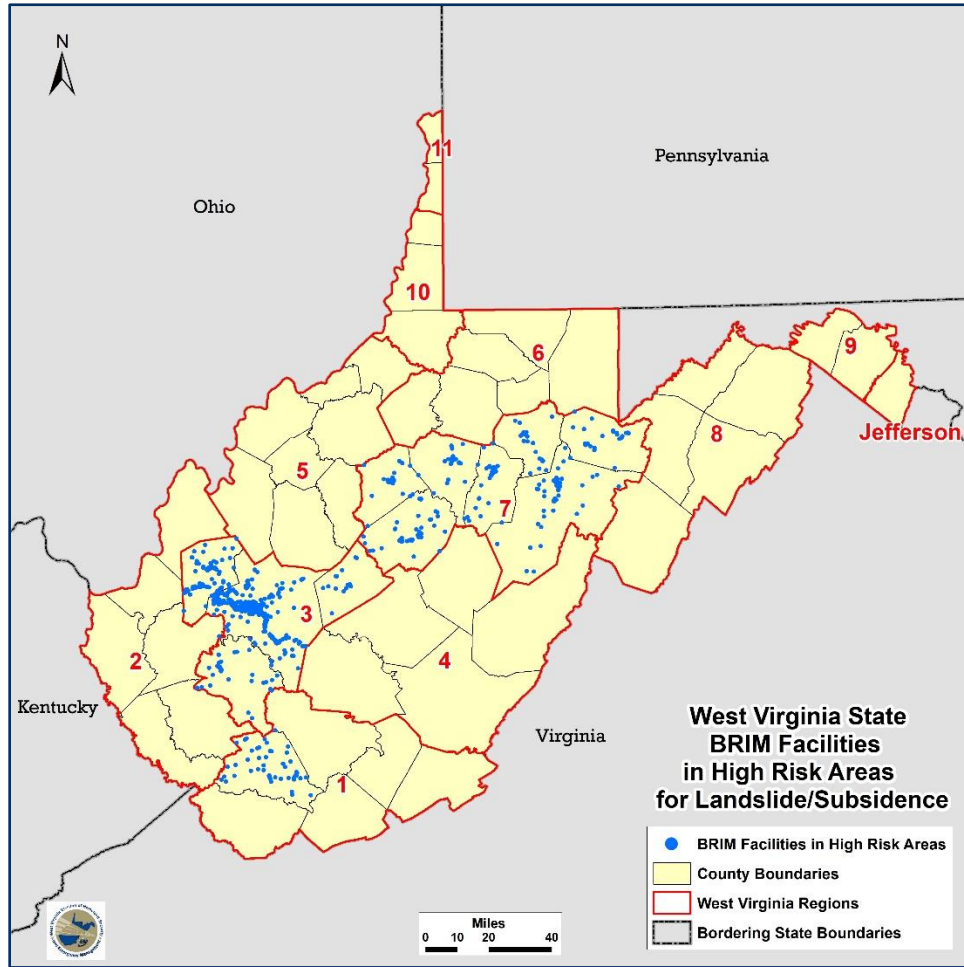 N
11
Pennsylvania
Ohio
10
6
9
8
Jefferson
5
7
3
2
4
Kentucky
Virginia
1
West Virginia State
BRIM Facilities
in High Risk Areas
for Landslide/Subsidence
BRIM Facilities in High Risk Areas
County Boundaries
West Virginia Regions
Bordering State Boundaries
Miles
0 10 20 40